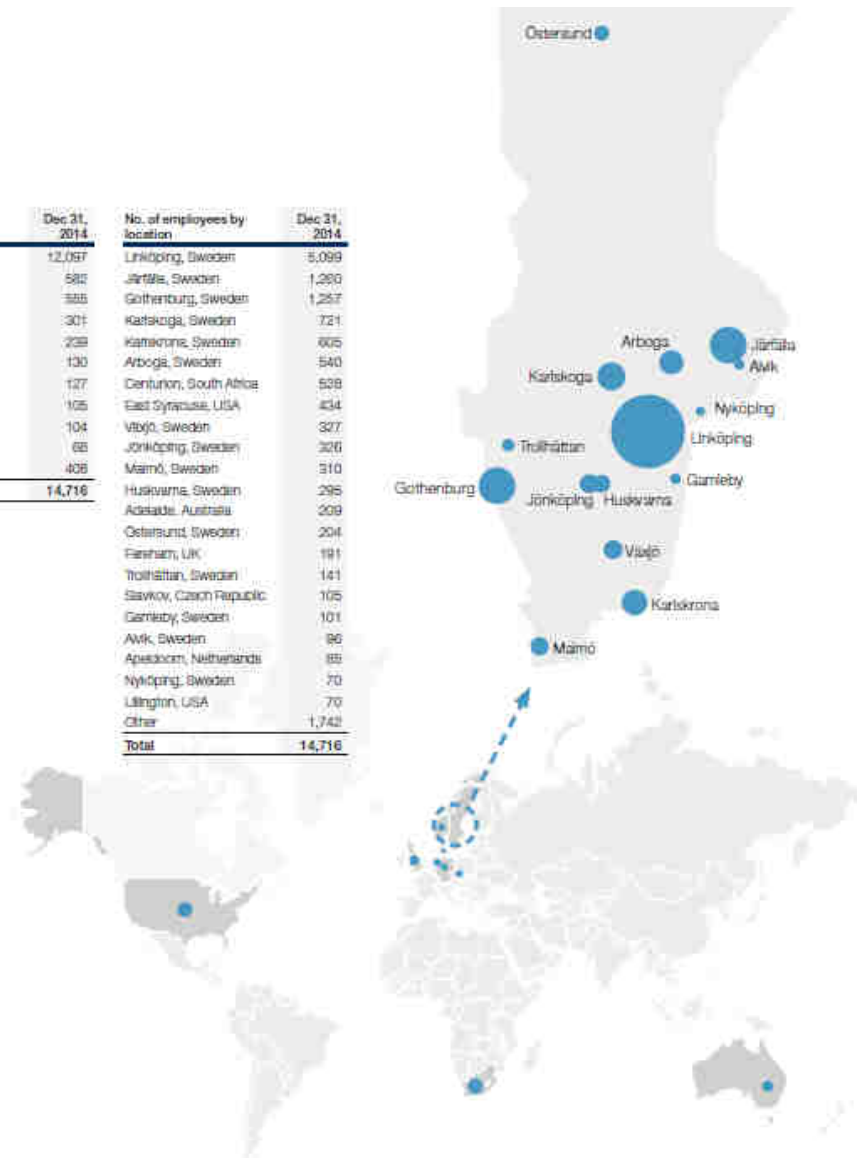 Östersund
Dec 31,
2014
12,097
582
555
301
239
130
127
105
104
68
408
14,716
No. of employees by location Dec 31, 2014
Linköping, Sweden 5,099
Järfälla, Sweden 1,260
Gothenburg, Sweden 1,257
Karlskoga, Sweden 721
Karlskrona, Sweden 605
Arboga, Sweden 540
Centurion, South Africa 528
East Syracuse, USA 434
Växjö, Sweden 327
Jönköping, Sweden 326
Malmö, Sweden 310
Huskvarna, Sweden 295
Adelaide, Australia 209
Östersund, Sweden 204
Fareham, UK 191
Trollhättan, Sweden 141
Slavkov, Czech Republic 105
Gamleby, Sweden 101
Alvik, Sweden 96
Apeldoorn, Netherlands 85
Nyköping, Sweden 70
Lillington, USA 70
Other 1,742
Total 14,716
Arboga
Järfälla
Alvik
Karlskoga
Nyköping
Linköping
Trollhättan
Gothenburg
Gamleby
Jönköping
Huskvarna
Växjö
Karlskrona
Malmö